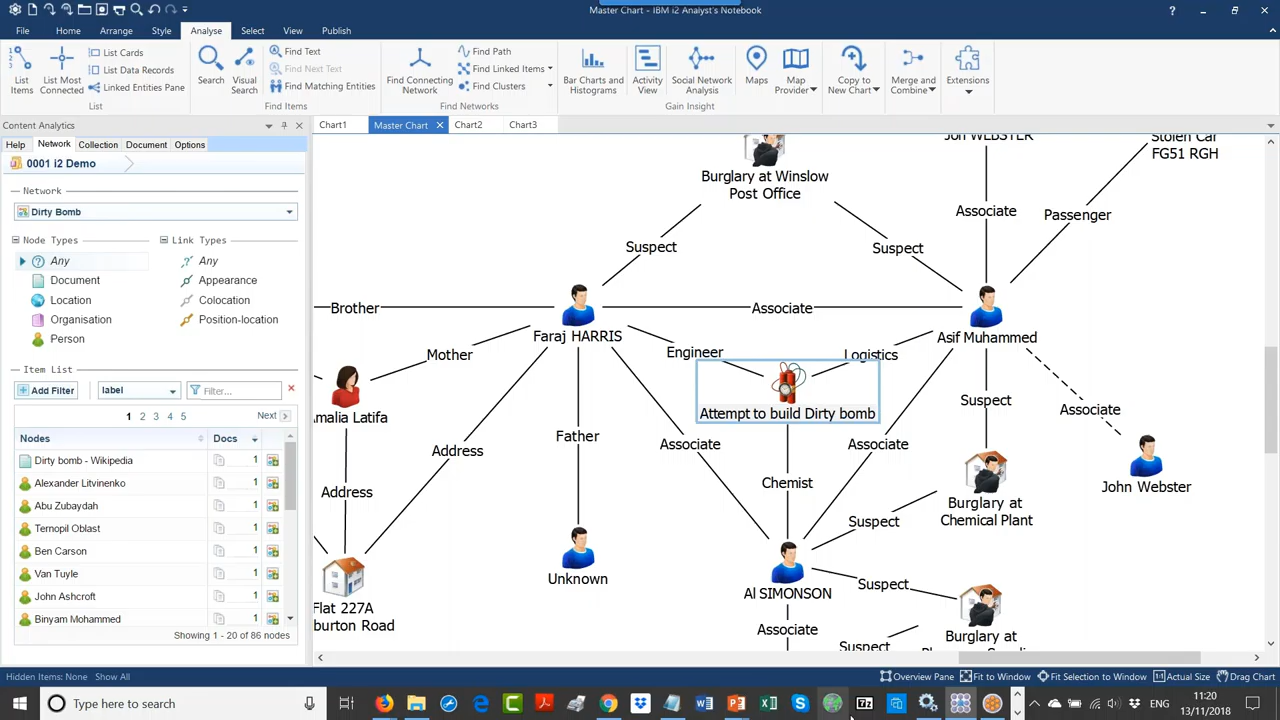 Master Chart - IBM i2 Analyst's Notebook
File Home Arrange Style Analyse Select View Publish
List Items
List Most Connected
List Cards
List Data Records
Linked Entities Pane
List
Search
Visual Search
Find Text
Find Next Text
Find Matching Entities
Find Items
Find Connecting Network
Find Path
Find Linked Items
Find Clusters
Find Networks
Bar Charts and Histograms
Activity View
Social Network Analysis
Maps
Map Provider
Gain Insight
Copy to New Chart
Merge and Combine
Extensions
Content Analytics
Chart1 Master Chart Chart2 Chart3
Help Network Collection Document Options
0001 i2 Demo
Network
Dirty Bomb
Node Types Link Types
Any Any
Document Appearance
Location Colocation
Organisation Position-location
Person
Item List
Add Filter label Filter...
1 2 3 4 5 Next
Nodes Docs
Dirty bomb - Wikipedia 1
Alexander Litvinenko 1
Abu Zubaydah 1
Ternopil Oblast 1
Ben Carson 1
Van Tuyle 1
John Ashcroft 1
Binyam Mohammed 1
Showing 1 - 20 of 86 nodes
Jon WEBSTER
Stolen Car
FG51 RGH
Burglary at Winslow
Post Office
Associate
Passenger
Suspect
Suspect
Brother
Associate
Faraj HARRIS
Asif Muhammed
Mother
Engineer
Logistics
Amalia Latifa
Attempt to build Dirty bomb
Suspect
Associate
Father
Associate
Associate
Address
Chemist
John Webster
Address
Burglary at
Chemical Plant
Suspect
Unknown
Al SIMONSON
Suspect
Flat 227A
Associate
Burglary at
Suspect
Hidden Items: None Show All
Overview Pane Fit to Window Fit Selection to Window Actual Size Drag Chart
Type here to search
ENG
11:20
13/11/2018